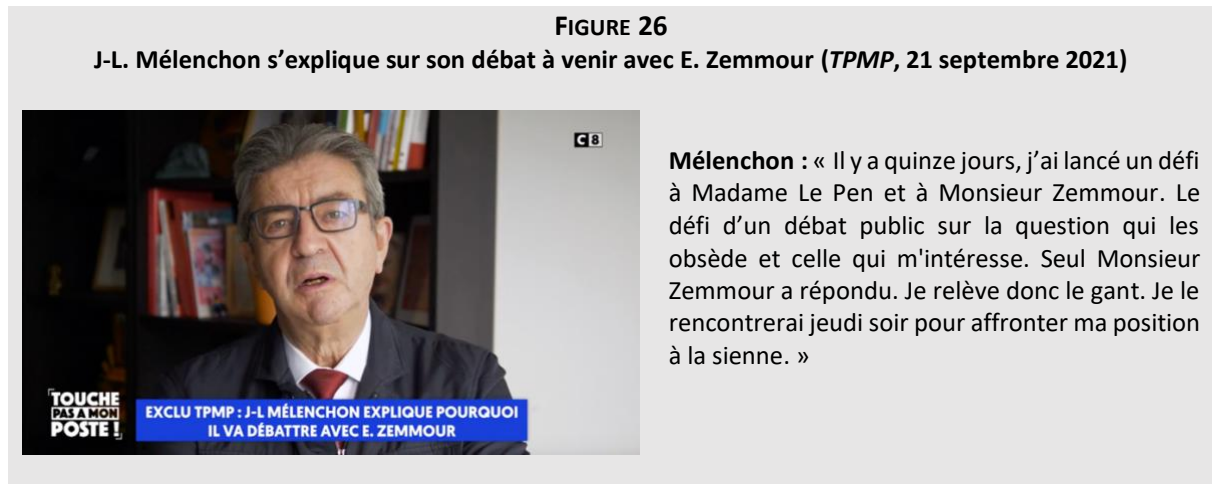 FIGURE 26
J-L. Mélenchon s’explique sur son débat à venir avec E. Zemmour (TPMP, 21 septembre 2021)
C8
TOUCHE
PAS A MON
POSTE !
EXCLU TPMP : J-L MÉLENCHON EXPLIQUE POURQUOI
IL VA DÉBATTRE AVEC E. ZEMMOUR
Mélenchon : « Il y a quinze jours, j’ai lancé un défi
à Madame Le Pen et à Monsieur Zemmour. Le
défi d’un débat public sur la question qui les
obsède et celle qui m'intéresse. Seul Monsieur
Zemmour a répondu. Je relève donc le gant. Je le
rencontrerai jeudi soir pour affronter ma position
à la sienne. »